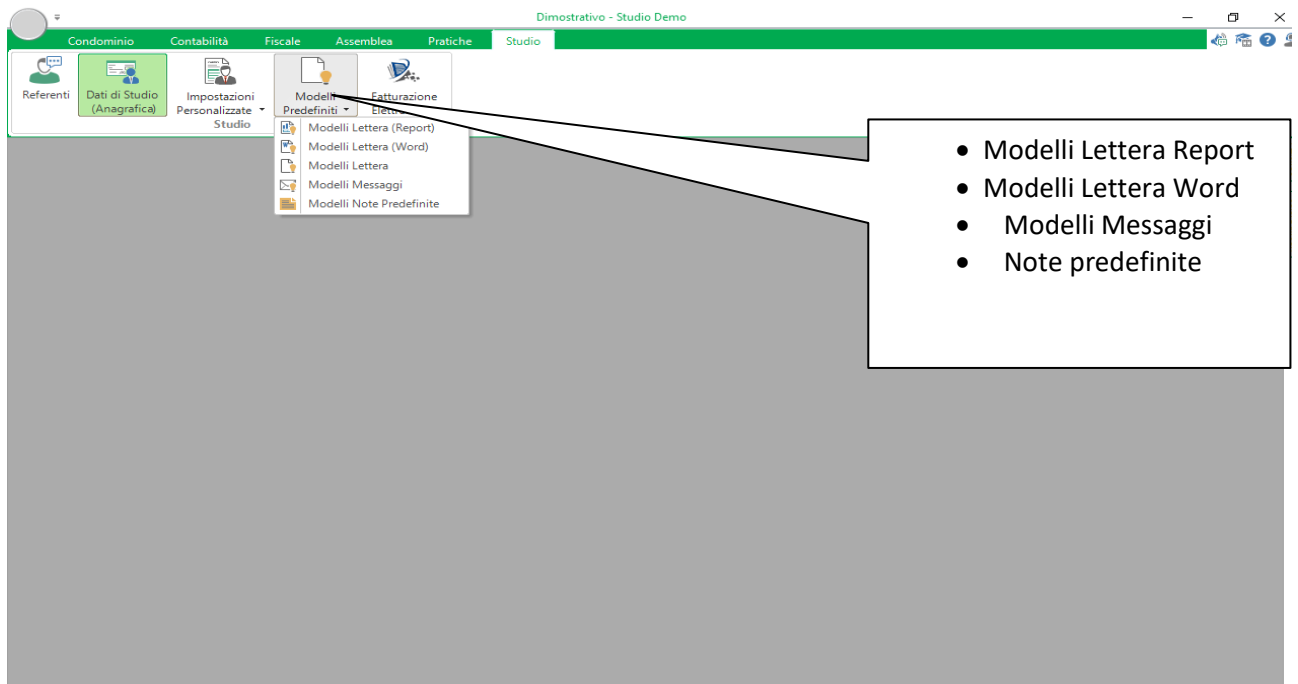 Dimostrativo - Studio Demo
Condominio Contabilità Fiscale Assemblea Pratiche Studio
Referenti
Dati di Studio
(Anagrafica)
Impostazioni
Personalizzate
Modelli
Predefiniti
Fatturazione
Studio
Modelli Lettera (Report)
Modelli Lettera (Word)
Modelli Lettera
Modelli Messaggi
Modelli Note Predefinite
• Modelli Lettera Report
• Modelli Lettera Word
• Modelli Messaggi
• Note predefinite